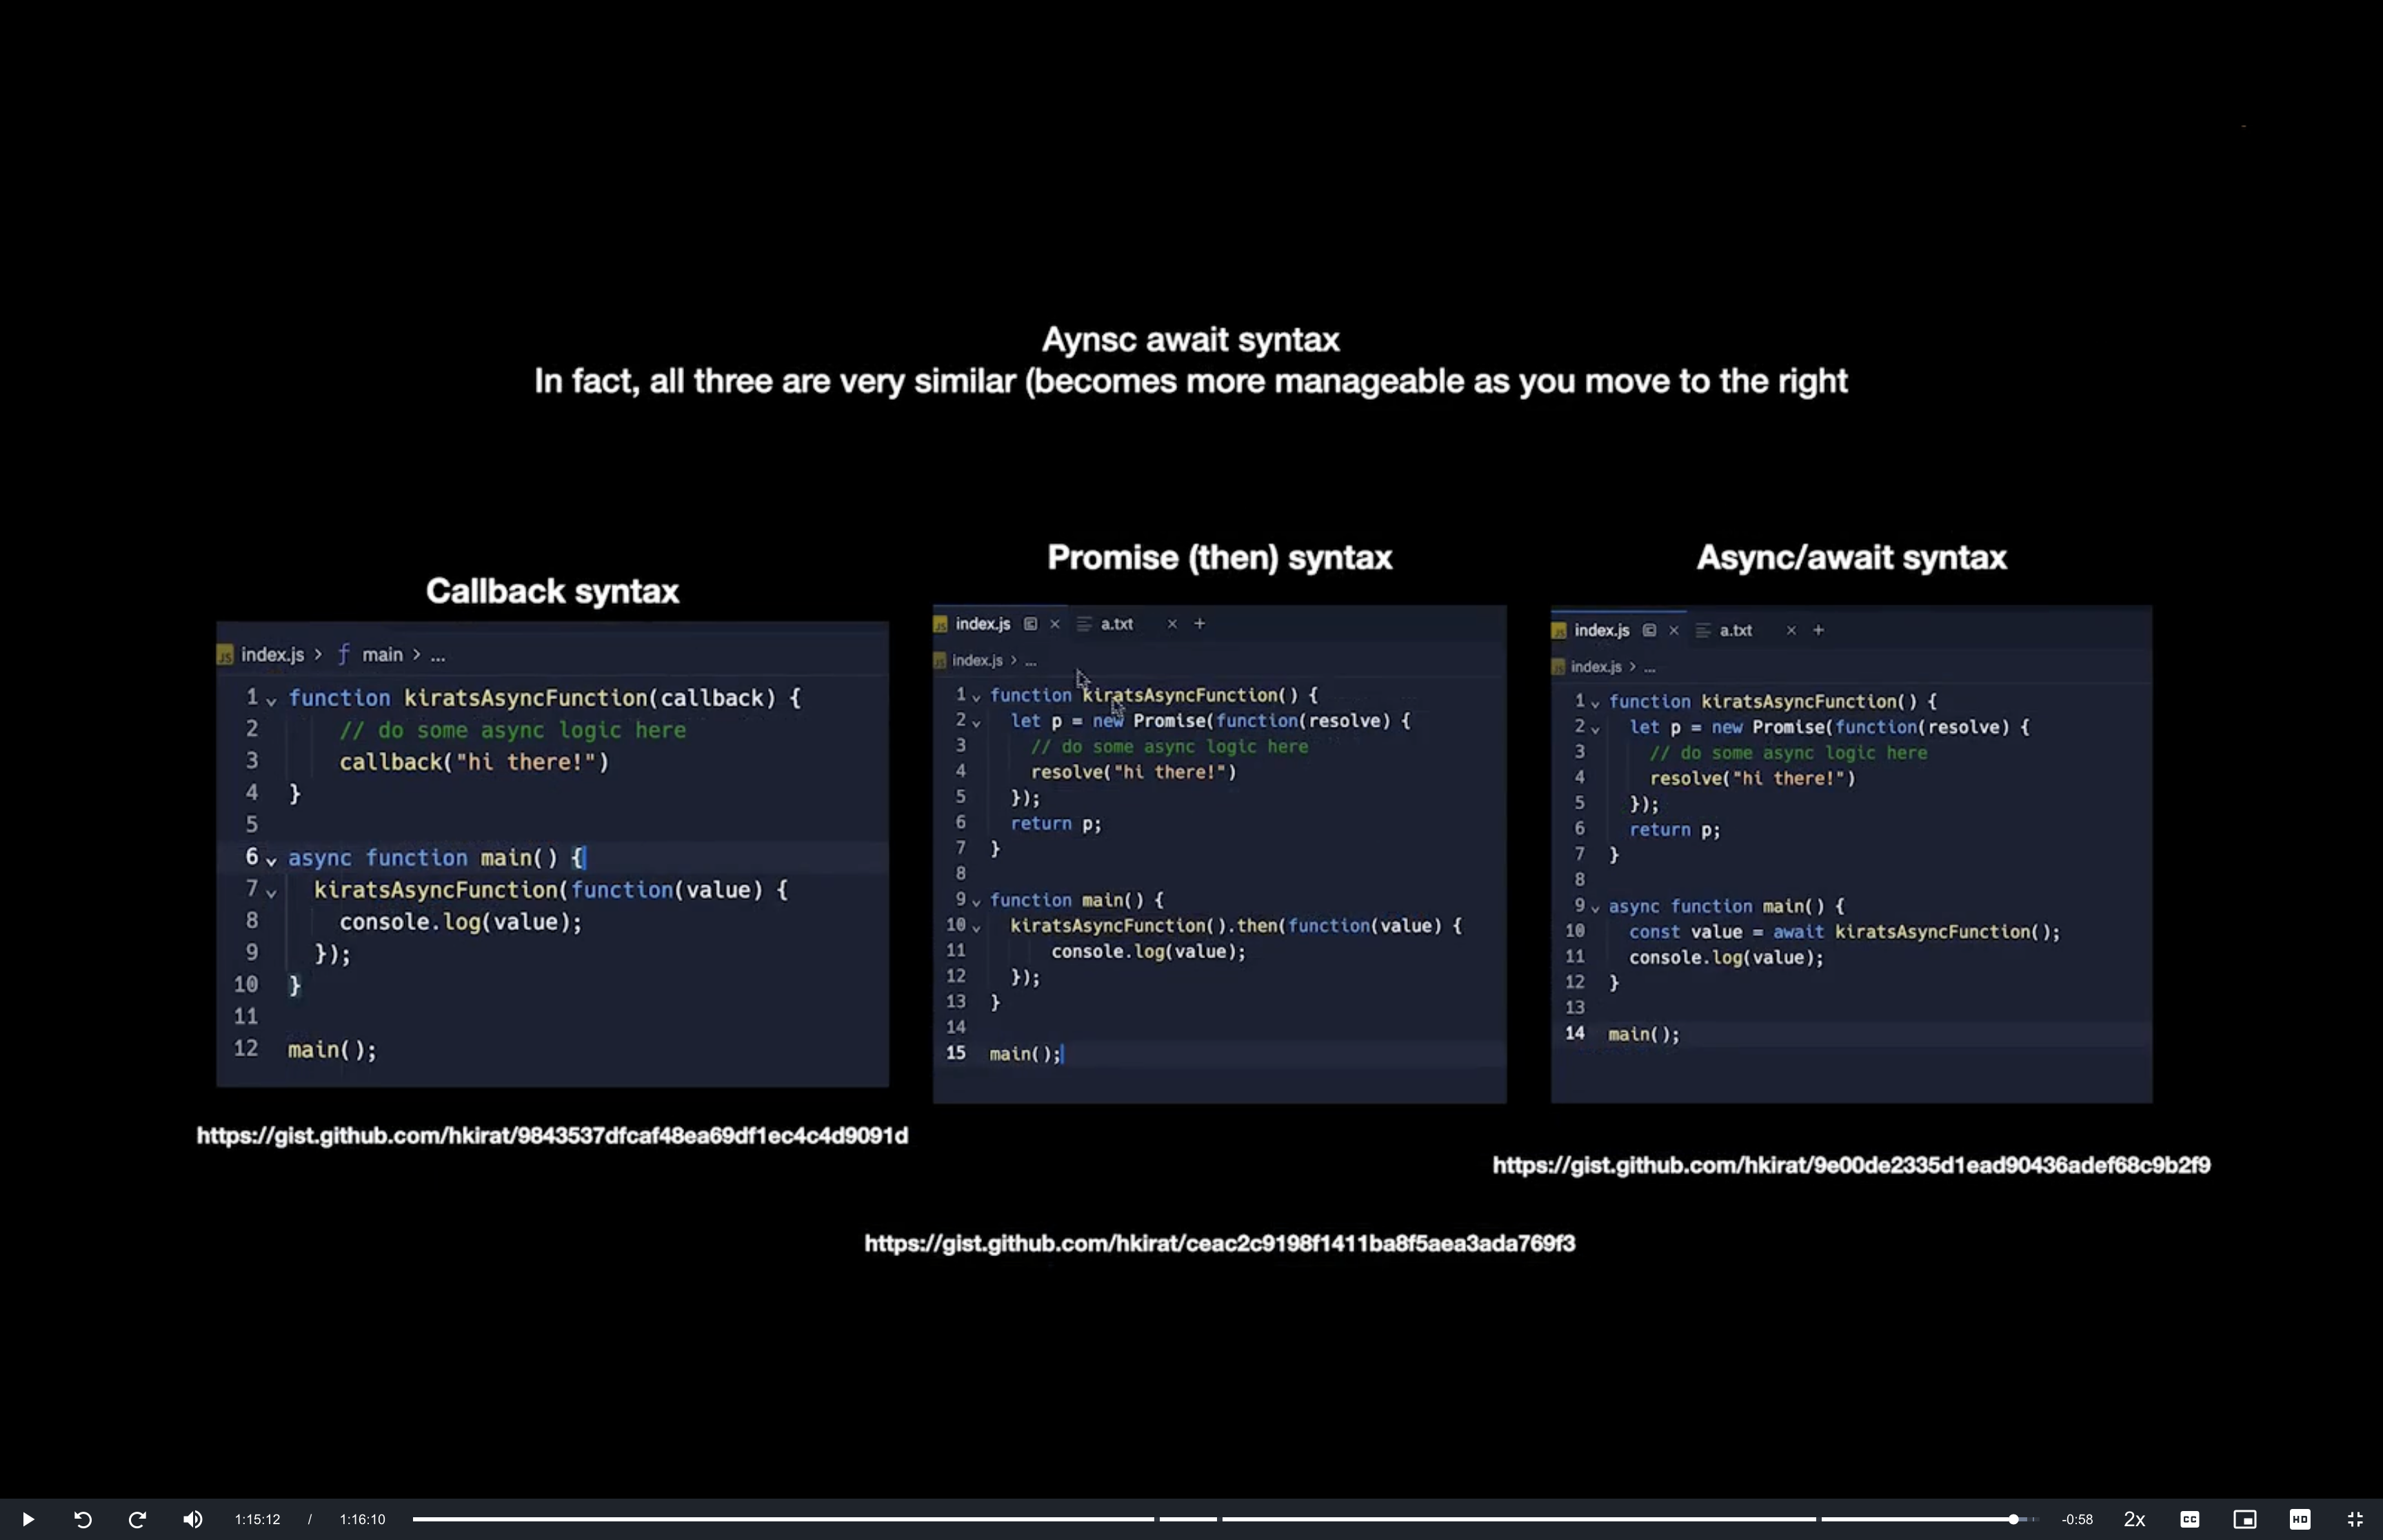 Aynsc await syntax
In fact, all three are very similar (becomes more manageable as you move to the right
Callback syntax
JS index.js > ƒ main > ...
1 function kiratsAsyncFunction(callback) {
2 // do some async logic here
3 callback("hi there!")
4 }
5
6 async function main() {
7 kiratsAsyncFunction(function(value) {
8 console.log(value);
9 });
10 }
11
12 main();
https://gist.github.com/hkirat/9843537dfcaf48ea69df1ec4c4d9091d
Promise (then) syntax
JS index.js × a.txt × +
JS index.js > ...
1 function kiratsAsyncFunction() {
2 let p = new Promise(function(resolve) {
3 // do some async logic here
4 resolve("hi there!")
5 });
6 return p;
7 }
8
9 function main() {
10 kiratsAsyncFunction().then(function(value) {
11 console.log(value);
12 });
13 }
14
15 main();
https://gist.github.com/hkirat/ceac2c9198f1411ba8f5aea3ada769f3
Async/await syntax
JS index.js × a.txt × +
JS index.js > ...
1 function kiratsAsyncFunction() {
2 let p = new Promise(function(resolve) {
3 // do some async logic here
4 resolve("hi there!")
5 });
6 return p;
7 }
8
9 async function main() {
10 const value = await kiratsAsyncFunction();
11 console.log(value);
12 }
13
14 main();
https://gist.github.com/hkirat/9e00de2335d1ead90436adef68c9b2f9
1:15:12 / 1:16:10 -0:58 2x CC HD